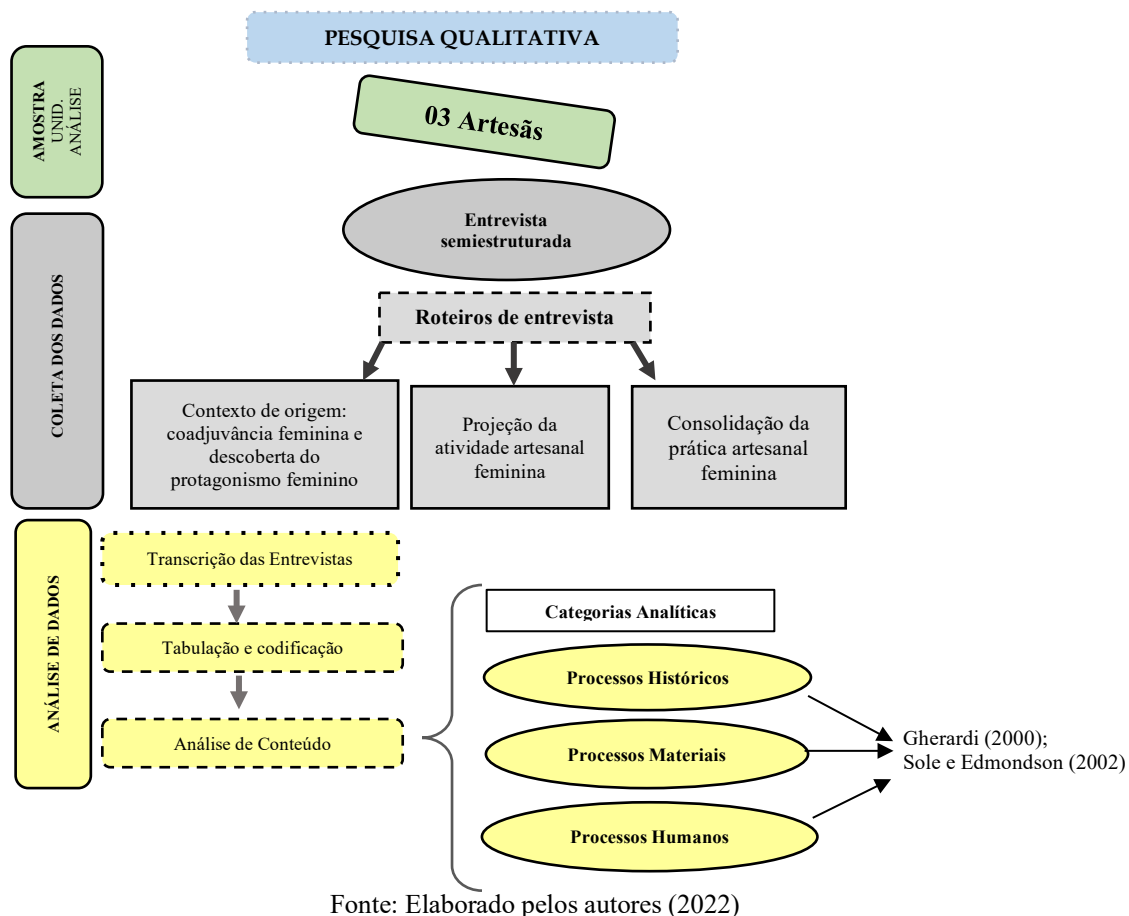 PESQUISA QUALITATIVA
AMOSTRA
UNID.
ANÁLISE
03 Artesãs
COLETA DOS DADOS
Entrevista
semiestruturada
Roteiros de entrevista
Contexto de origem:
coadjuvância feminina e
descoberta do
protagonismo feminino
Projeção da
atividade artesanal
feminina
Consolidação da
prática artesanal
feminina
ANÁLISE DE DADOS
Transcrição das Entrevistas
Tabulação e codificação
Análise de Conteúdo
Categorias Analíticas
Processos Históricos
Processos Materiais
Processos Humanos
Gherardi (2000);
Sole e Edmondson (2002)
Fonte: Elaborado pelos autores (2022)